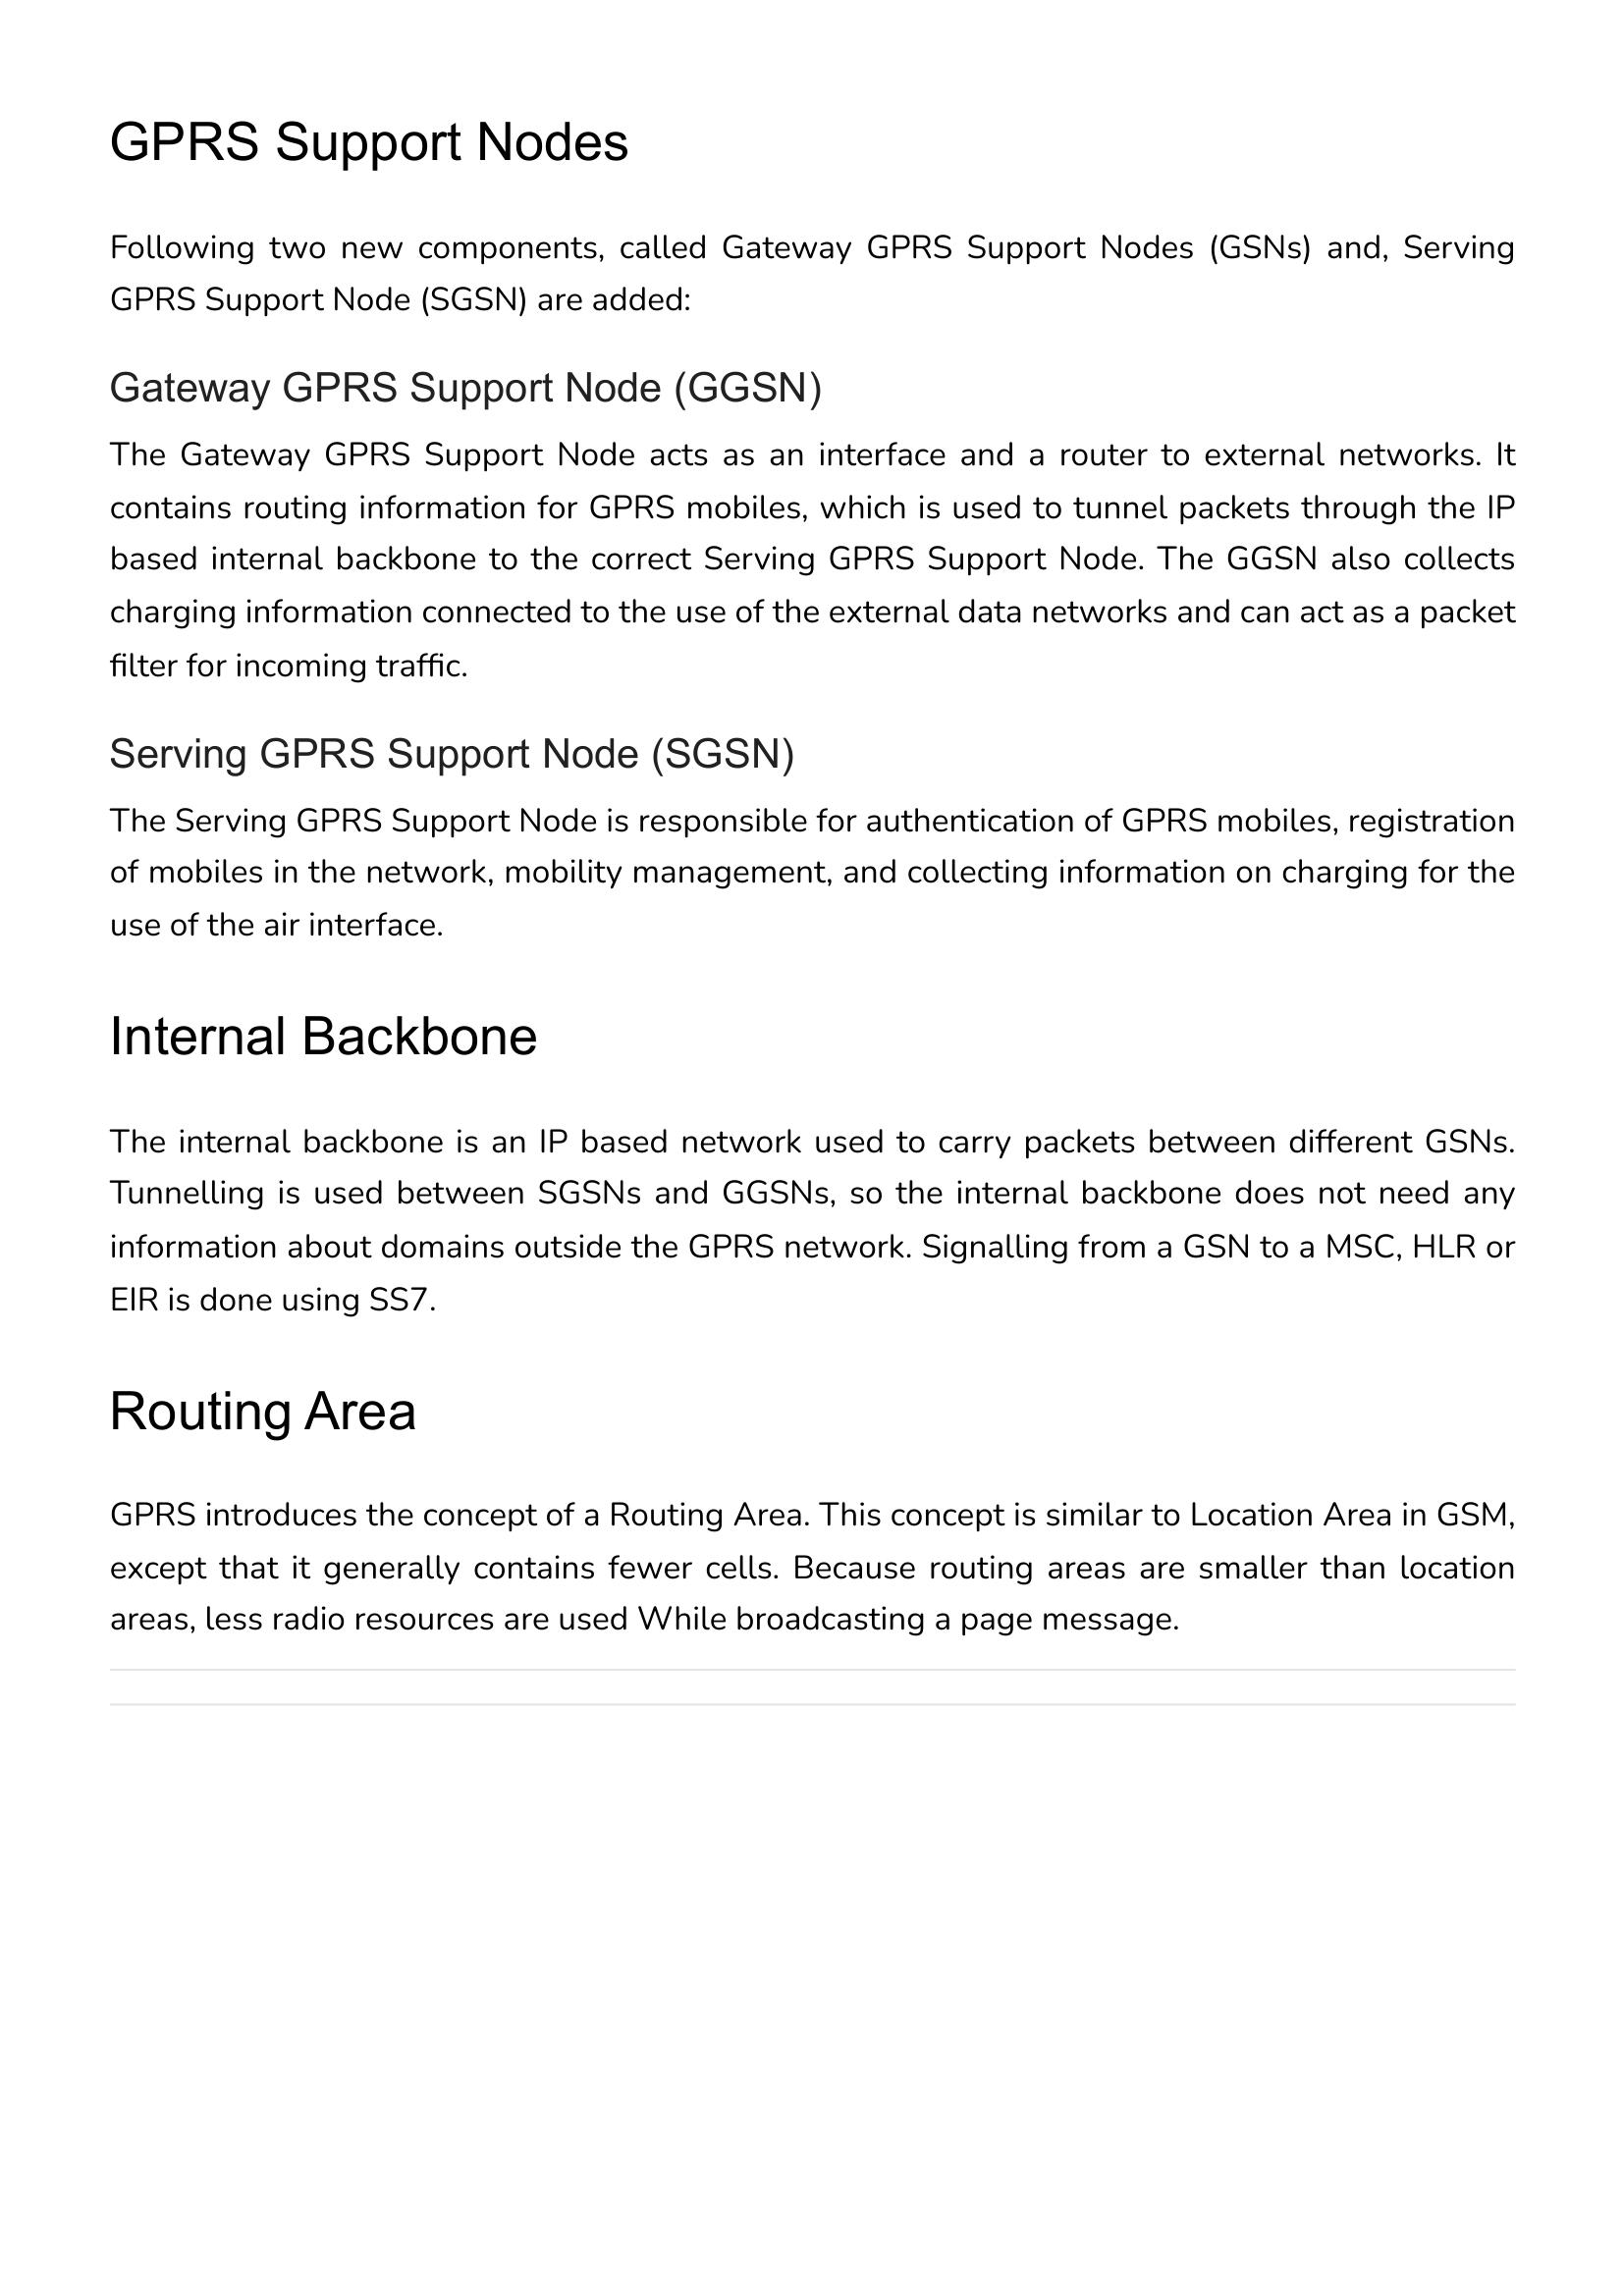 GPRS Support Nodes
Following two new components, called Gateway GPRS Support Nodes (GSNs) and, Serving
GPRS Support Node (SGSN) are added:
Gateway GPRS Support Node (GGSN)
The Gateway GPRS Support Node acts as an interface and a router to external networks. It
contains routing information for GPRS mobiles, which is used to tunnel packets through the IP
based internal backbone to the correct Serving GPRS Support Node. The GGSN also collects
charging information connected to the use of the external data networks and can act as a packet
filter for incoming traffic.
Serving GPRS Support Node (SGSN)
The Serving GPRS Support Node is responsible for authentication of GPRS mobiles, registration
of mobiles in the network, mobility management, and collecting information on charging for the
use of the air interface.
Internal Backbone
The internal backbone is an IP based network used to carry packets between different GSNs.
Tunnelling is used between SGSNs and GGSNs, so the internal backbone does not need any
information about domains outside the GPRS network. Signalling from a GSN to a MSC, HLR or
EIR is done using SS7.
Routing Area
GPRS introduces the concept of a Routing Area. This concept is similar to Location Area in GSM,
except that it generally contains fewer cells. Because routing areas are smaller than location
areas, less radio resources are used While broadcasting a page message.